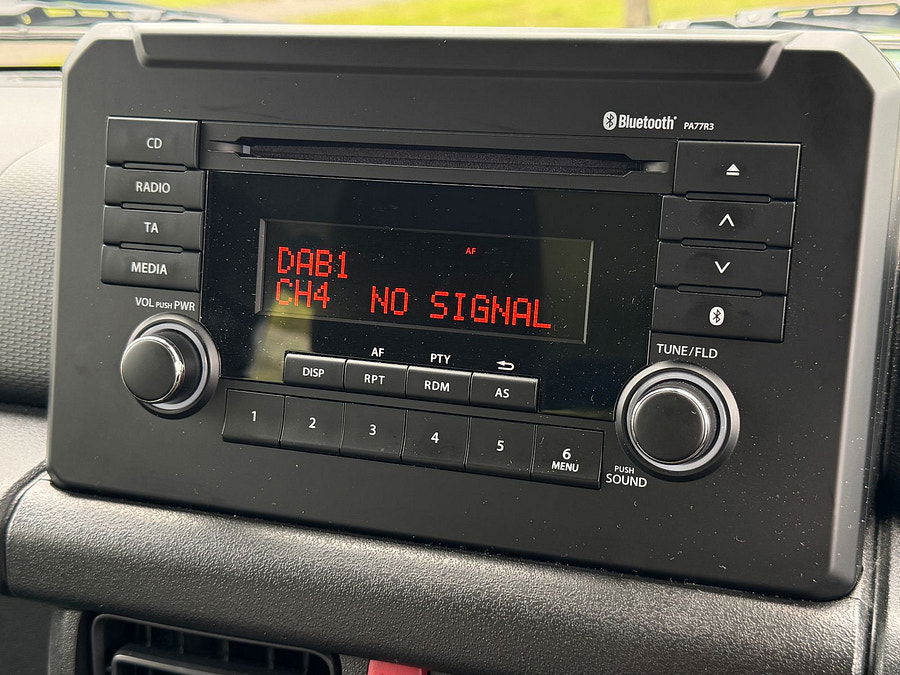 Bluetooth® PA77R3
CD
RADIO
TA
MEDIA
AF
DAB1
CH4 NO SIGNAL
VOL PUSH PWR
TUNE/FLD
AF
PTY
DISP
RPT
RDM
AS
1
2
3
4
5
6
MENU
PUSH
SOUND